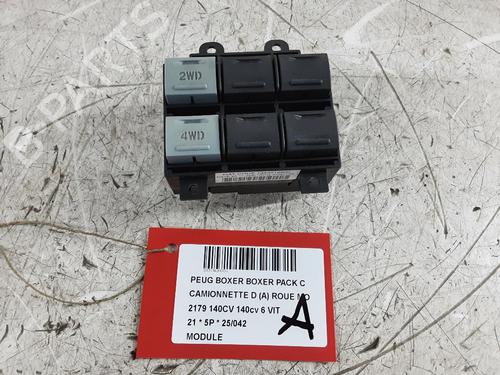 2WD
4WD
B-PARTS
PEUG BOXER BOXER PACK C
CAMIONNETTE D (A) ROUE MO
2179 140CV 140cv 6 VIT
21 * 5P * 25/042
MODULE
A